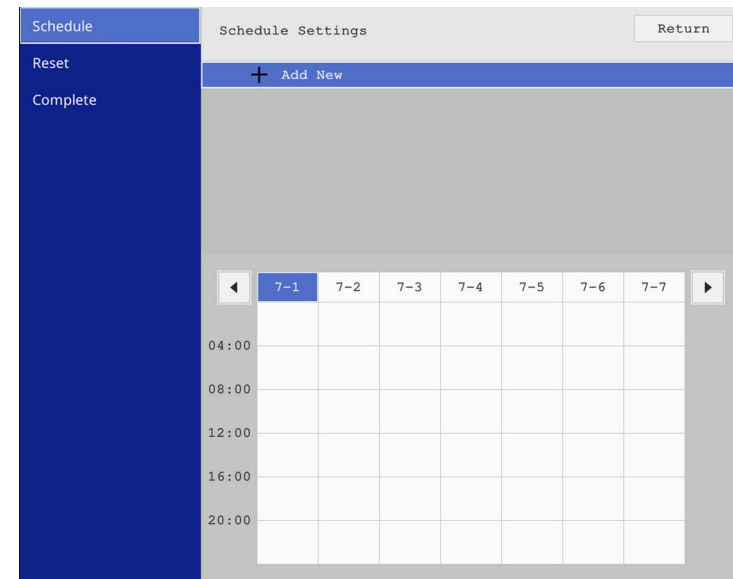 Schedule
Reset
Complete
Schedule Settings
Return
Add New
7-1 7-2 7-3 7-4 7-5 7-6 7-7
04:00
08:00
12:00
16:00
20:00